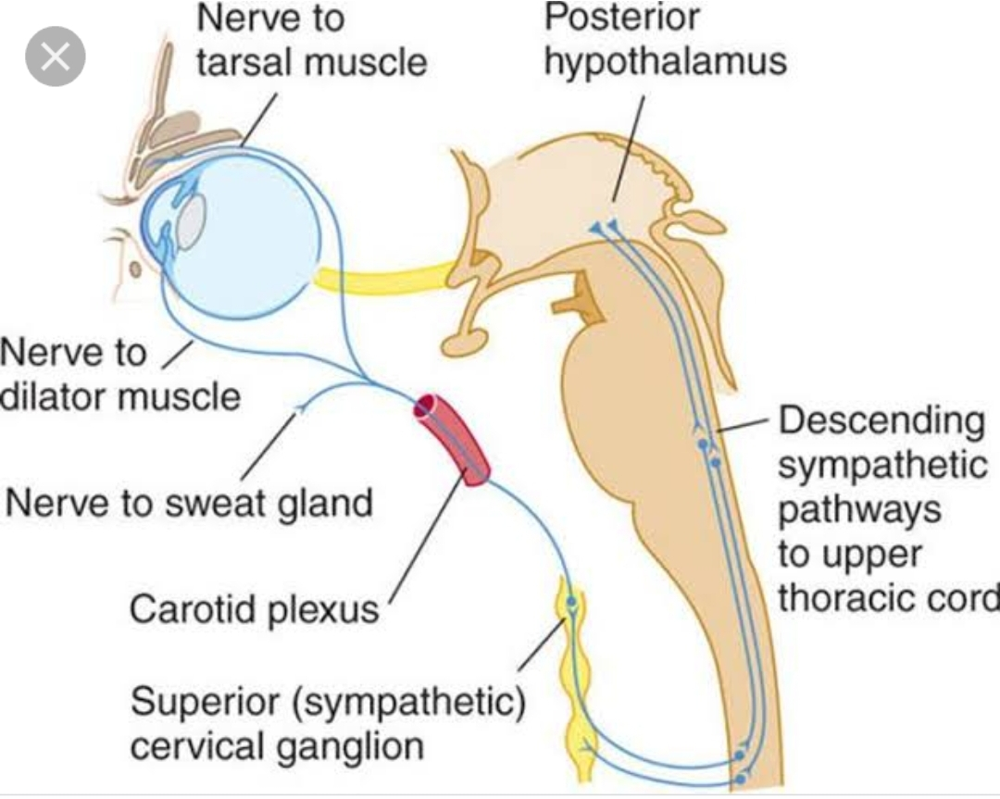 Nerve to
tarsal muscle
Posterior
hypothalamus
Nerve to
dilator muscle
Nerve to sweat gland
Descending
sympathetic
pathways
to upper
thoracic cord
Carotid plexus
Superior (sympathetic)
cervical ganglion